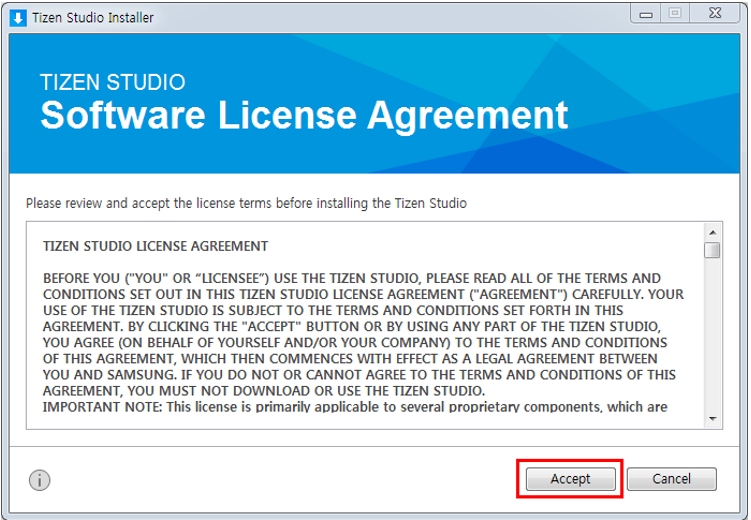 Tizen Studio Installer
TIZEN STUDIO
Software License Agreement
Please review and accept the license terms before installing the Tizen Studio
TIZEN STUDIO LICENSE AGREEMENT
BEFORE YOU ("YOU" OR “LICENSEE”) USE THE TIZEN STUDIO, PLEASE READ ALL OF THE TERMS AND
CONDITIONS SET OUT IN THIS TIZEN STUDIO LICENSE AGREEMENT ("AGREEMENT") CAREFULLY. YOUR
USE OF THE TIZEN STUDIO IS SUBJECT TO THE TERMS AND CONDITIONS SET FORTH IN THIS
AGREEMENT. BY CLICKING THE "ACCEPT" BUTTON OR BY USING ANY PART OF THE TIZEN STUDIO,
YOU AGREE (ON BEHALF OF YOURSELF AND/OR YOUR COMPANY) TO THE TERMS AND CONDITIONS
OF THIS AGREEMENT, WHICH THEN COMMENCES WITH EFFECT AS A LEGAL AGREEMENT BETWEEN
YOU AND SAMSUNG. IF YOU DO NOT OR CANNOT AGREE TO THE TERMS AND CONDITIONS OF THIS
AGREEMENT, YOU MUST NOT DOWNLOAD OR USE THE TIZEN STUDIO.
IMPORTANT NOTE: This license is primarily applicable to several proprietary components, which are
Accept
Cancel